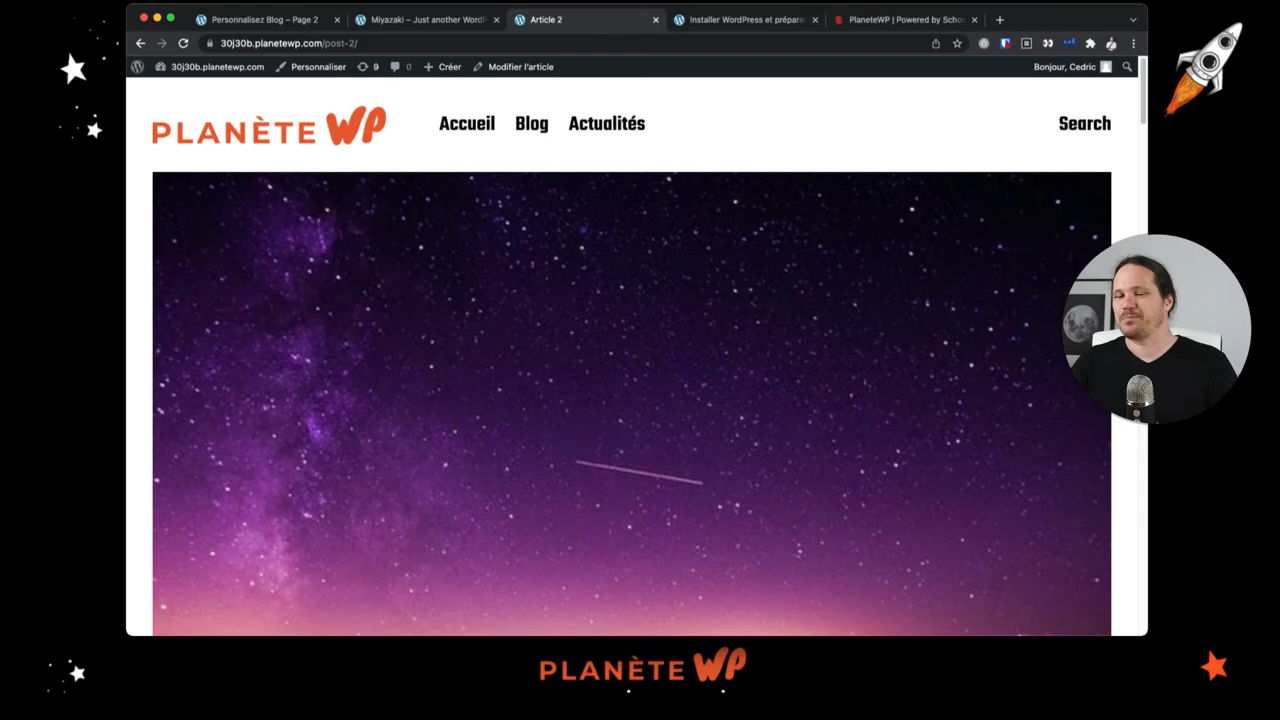 Personnalisez Blog – Page 2
Miyazaki – Just another WordP
Article 2
Installer WordPress et prépare
PlaneteWP | Powered by Scho
30j30b.planetewp.com/post-2/
30j30b.planetewp.com
Personnaliser
9
0
Créer
Modifier l'article
Bonjour, Cedric
PLANÈTE WP
Accueil
Blog
Actualités
Search
PLANÈTE WP